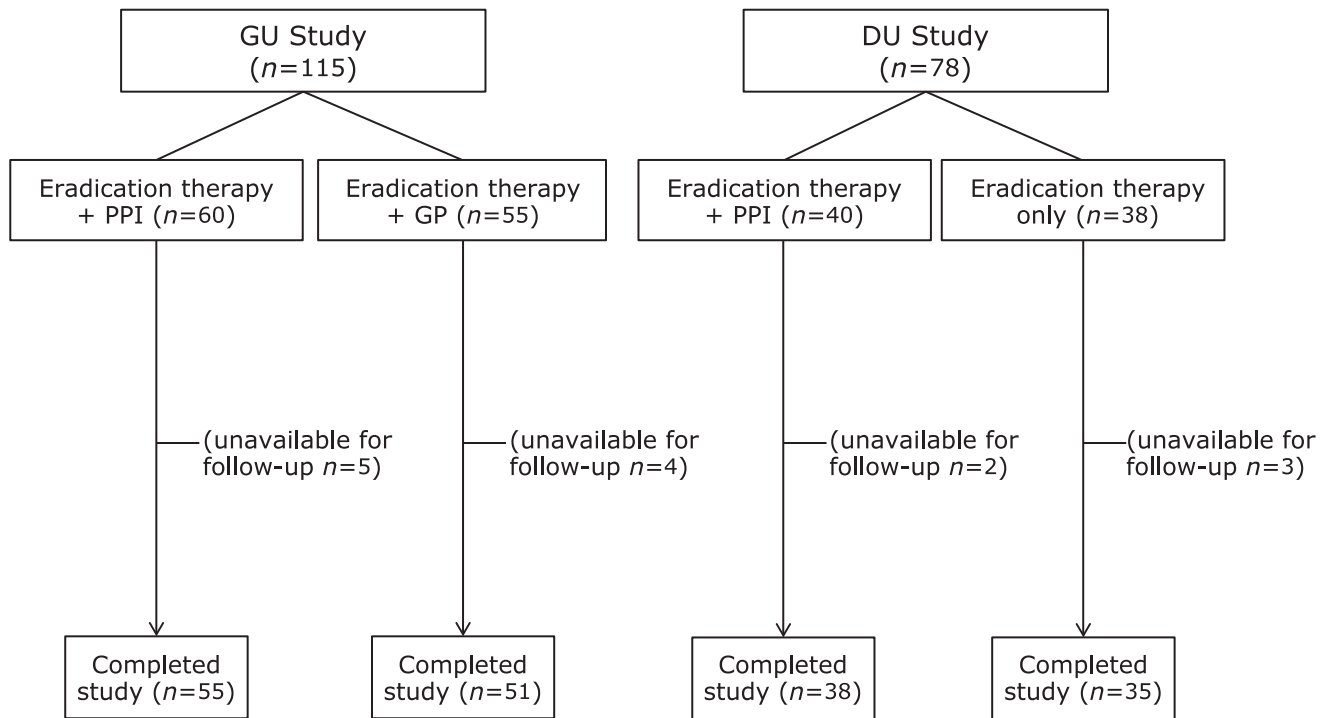 GU Study
(n=115)
DU Study
(n=78)
Eradication therapy
+ PPI (n=60)
Eradication therapy
+ GP (n=55)
Eradication therapy
+ PPI (n=40)
Eradication therapy
only (n=38)
(unavailable for
follow-up n=5)
(unavailable for
follow-up n=4)
(unavailable for
follow-up n=2)
(unavailable for
follow-up n=3)
Completed
study (n=55)
Completed
study (n=51)
Completed
study (n=38)
Completed
study (n=35)